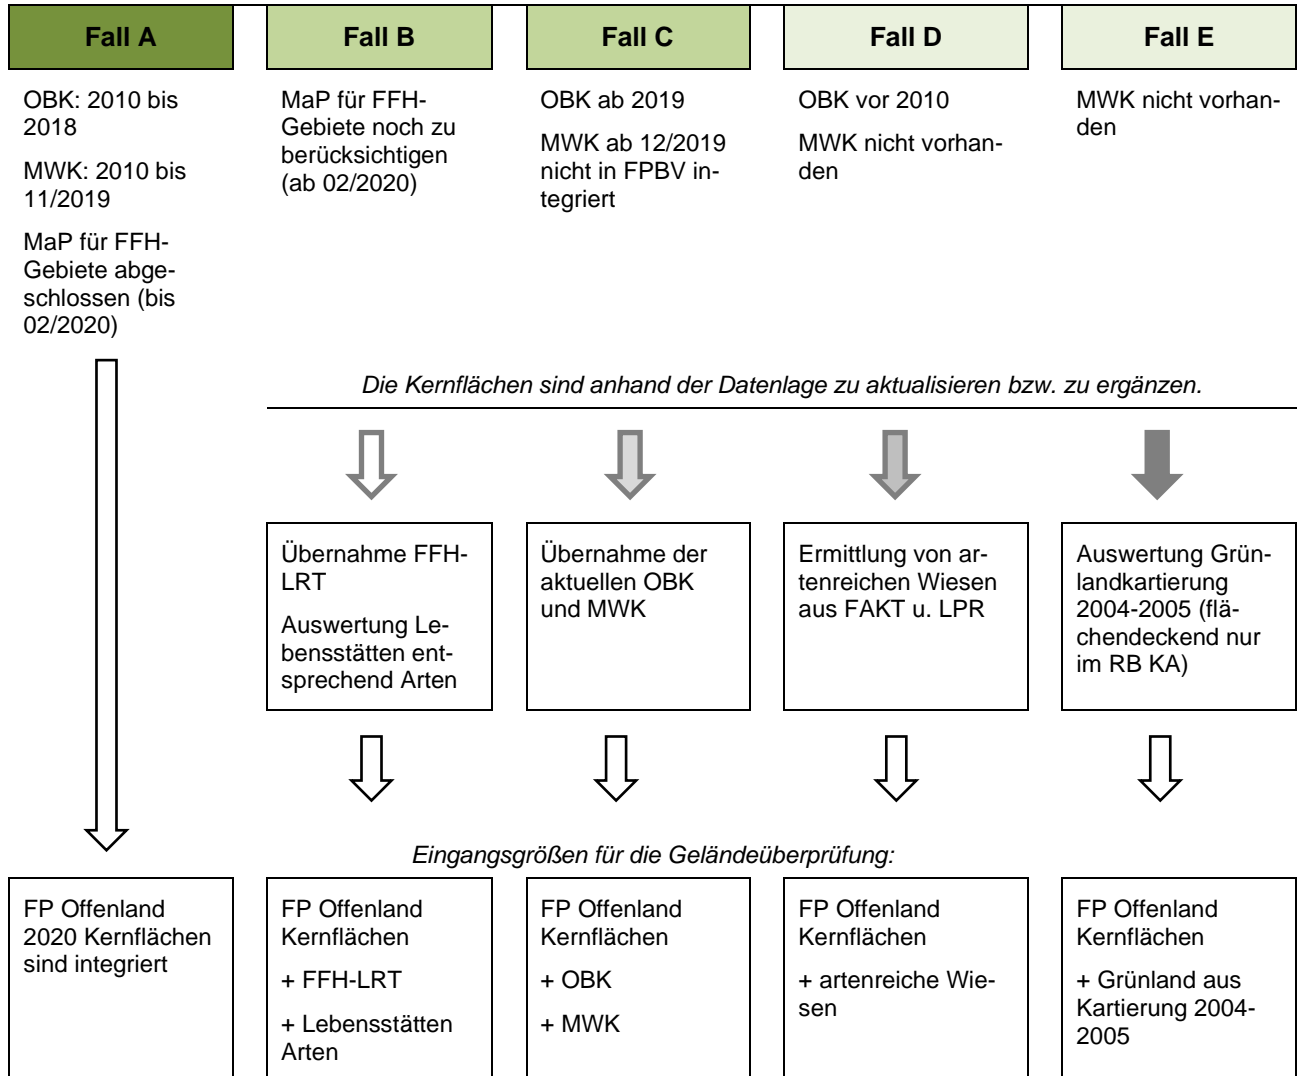 Fall A
Fall B
Fall C
Fall D
Fall E
OBK: 2010 bis
2018
MWK: 2010 bis
11/2019
MaP für FFH-
Gebiete abge-
schlossen (bis
02/2020)
MaP für FFH-
Gebiete noch zu
berücksichtigen
(ab 02/2020)
OBK ab 2019
MWK ab 12/2019
nicht in FPBV in-
tegriert
OBK vor 2010
MWK nicht vorhan-
den
MWK nicht vorhan-
den
Die Kernflächen sind anhand der Datenlage zu aktualisieren bzw. zu ergänzen.
Übernahme FFH-
LRT
Auswertung Le-
bensstätten ent-
sprechend Arten
Übernahme der
aktuellen OBK
und MWK
Ermittlung von ar-
tenreichen Wiesen
aus FAKT u. LPR
Auswertung Grün-
landkartierung
2004-2005 (flä-
chendeckend nur
im RB KA)
Eingangsgrößen für die Geländeüberprüfung:
FP Offenland
2020 Kernflächen
sind integriert
FP Offenland
Kernflächen
+ FFH-LRT
+ Lebensstätten
Arten
FP Offenland
Kernflächen
+ OBK
+ MWK
FP Offenland
Kernflächen
+ artenreiche Wie-
sen
FP Offenland
Kernflächen
+ Grünland aus
Kartierung 2004-
2005